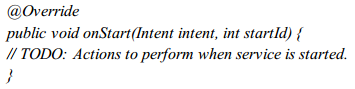 @Override
public void onStart(Intent intent, int startId) {
// TODO: Actions to perform when service is started.
}